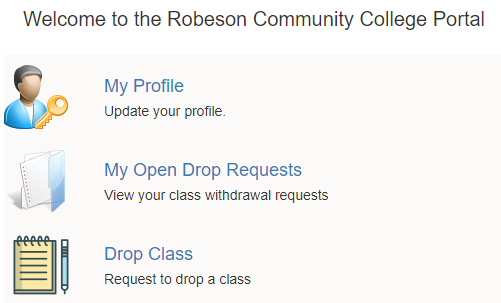 Welcome to the Robeson Community College Portal
My Profile
Update your profile.
My Open Drop Requests
View your class withdrawal requests
Drop Class
Request to drop a class